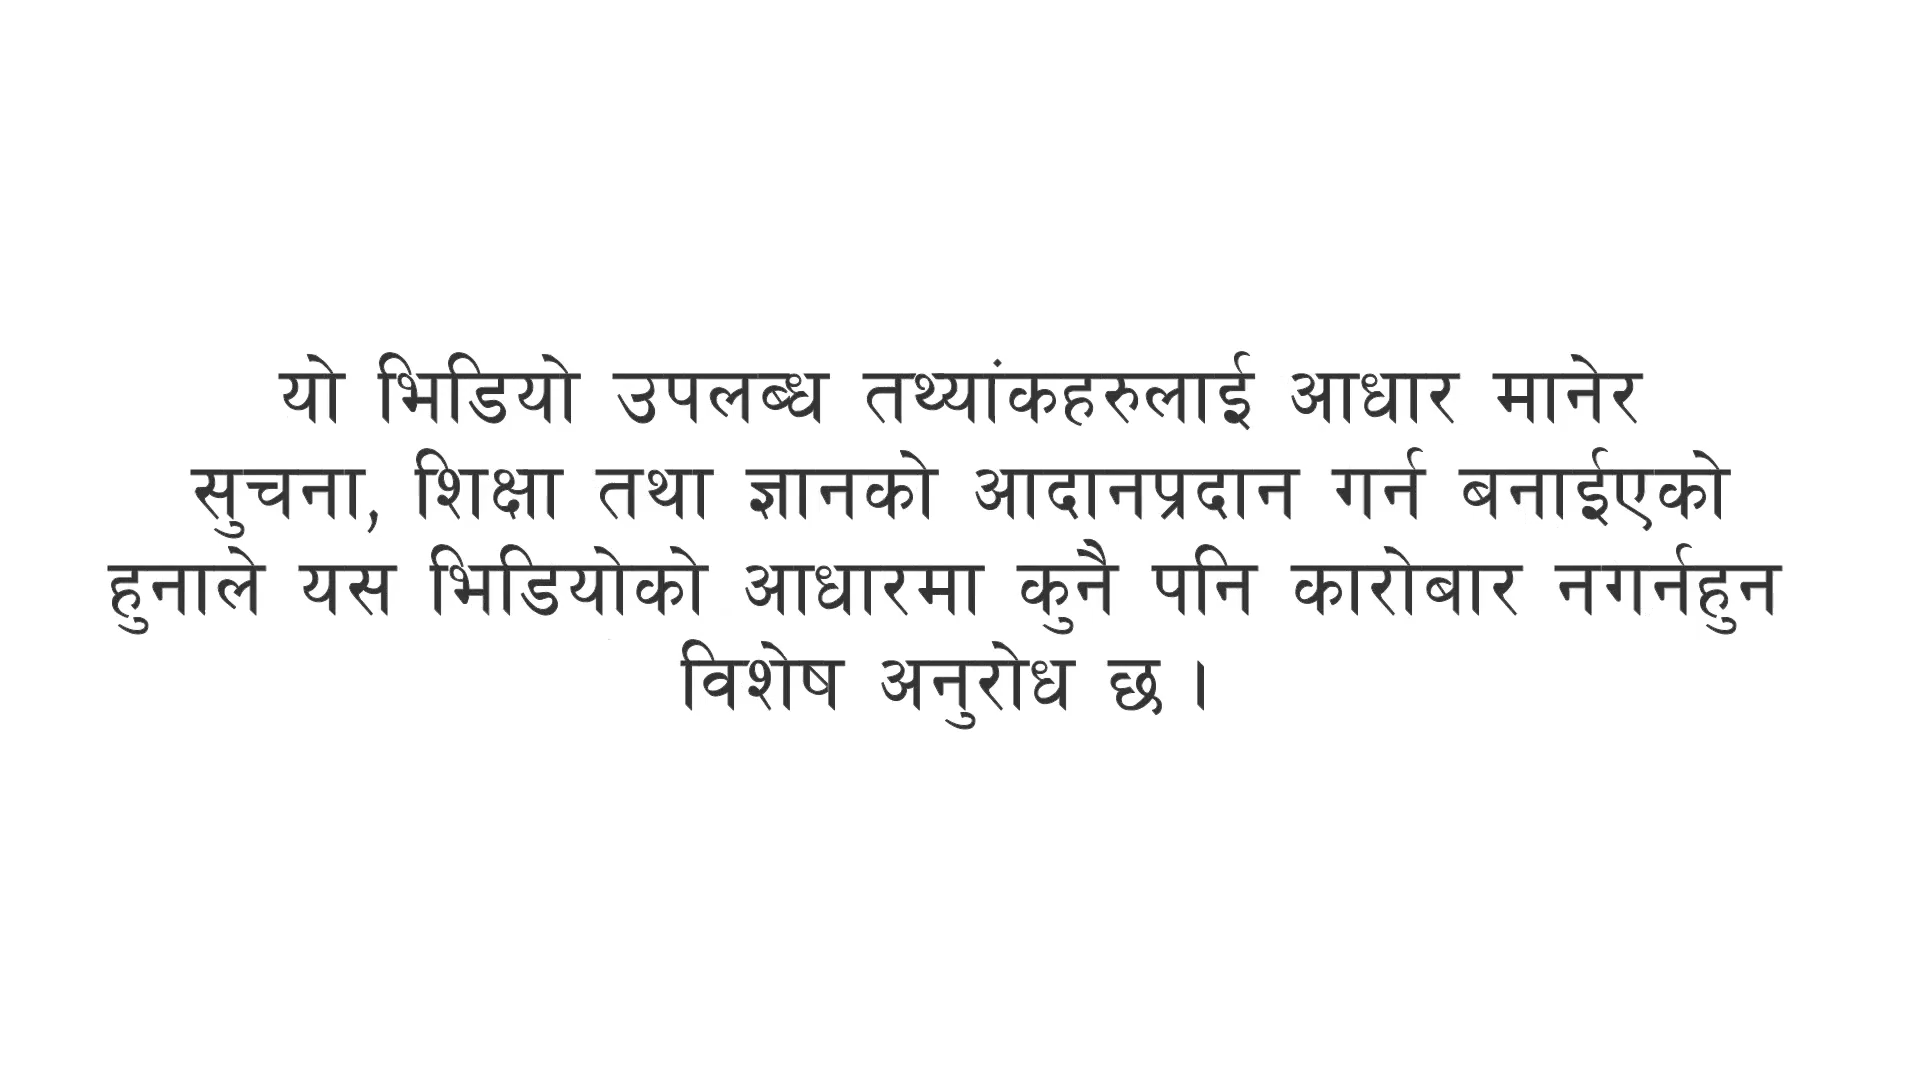 यो भिडियो उपलब्ध तथ्यांकहरुलाई आधार मानेर
सुचना, शिक्षा तथा ज्ञानको आदानप्रदान गर्न बनाईएको
हुनाले यस भिडियोको आधारमा कुनै पनि कारोबार नगर्नहुन
विशेष अनुरोध छ ।